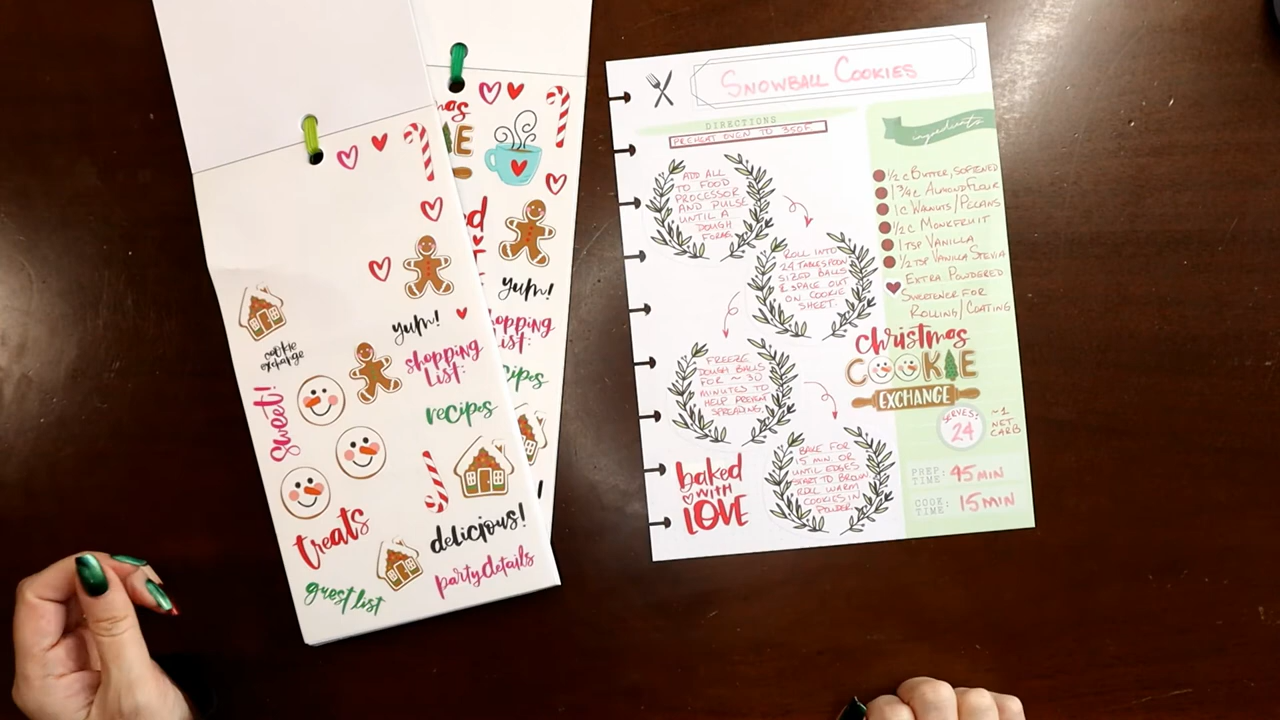 yum!
cookie
exchange
shopping
List:
sweet!
recipes
treats
delicious!
party details
guest list
yum!
Snowball Cookies
DIRECTIONS
PREHEAT OVEN TO 350F
ADD ALL
TO FOOD
PROCESSOR
AND PULSE
UNTIL A
DOUGH
FORMS.
ROLL INTO
24 TABLESPOON
SIZED BALLS
& SPACE OUT
ON COOKIE
SHEET.
FREEZE
DOUGH BALLS
FOR ~ 30
MINUTES TO
HELP PREVENT
SPREADING.
BAKE FOR
15 MIN OR
UNTIL EDGES
START TO BROWN
ROLL WARM
COOKIES IN
POWDER.
baked
WITH
LOVE
ingredients
1/2 C BUTTER, SOFTENED
1 3/4 C ALMOND FLOUR
1 C WALNUTS/PECANS
1/2 C MONKFRUIT
1 TSP VANILLA
1/2 TSP VANILLA STEVIA
EXTRA POWDERED
SWEETENER FOR
ROLLING/COATING
christmas
COOKIE
EXCHANGE
SERVES:
24
~1
NET
CARB
PREP
TIME: 45 MIN
COOK
TIME: 15 MIN